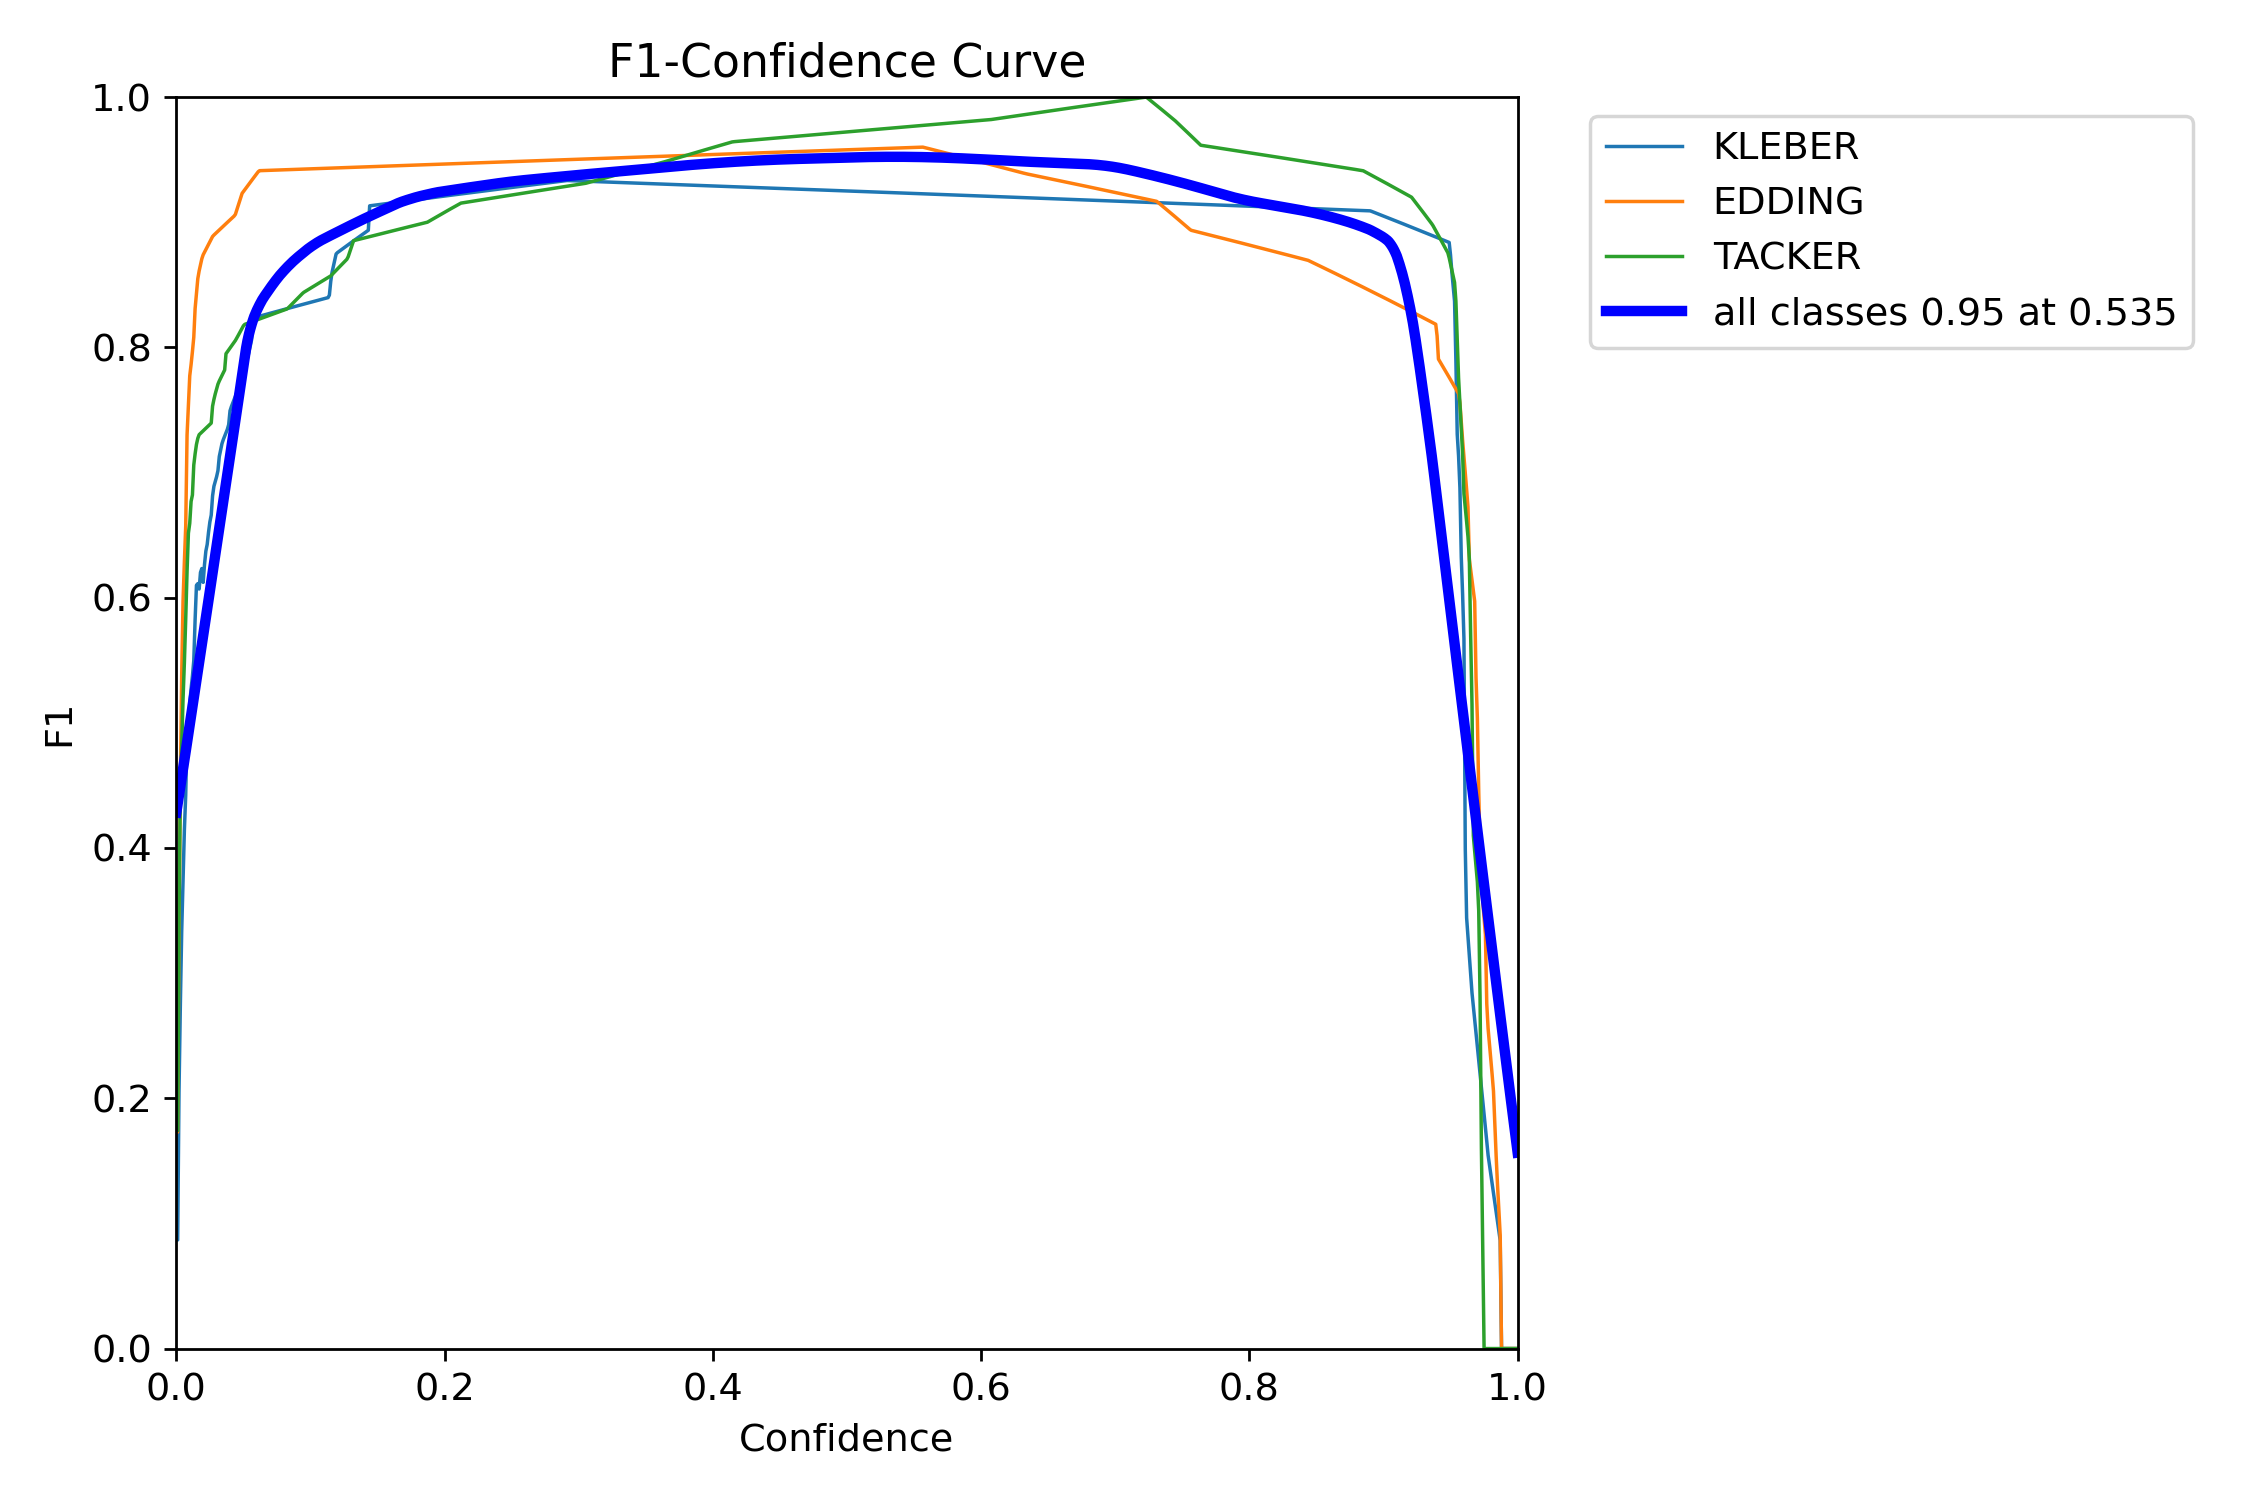 F1-Confidence Curve
1.0
0.8
0.6
0.4
0.2
0.0
F1
0.0 0.2 0.4 0.6 0.8 1.0
Confidence
KLEBER
EDDING
TACKER
all classes 0.95 at 0.535